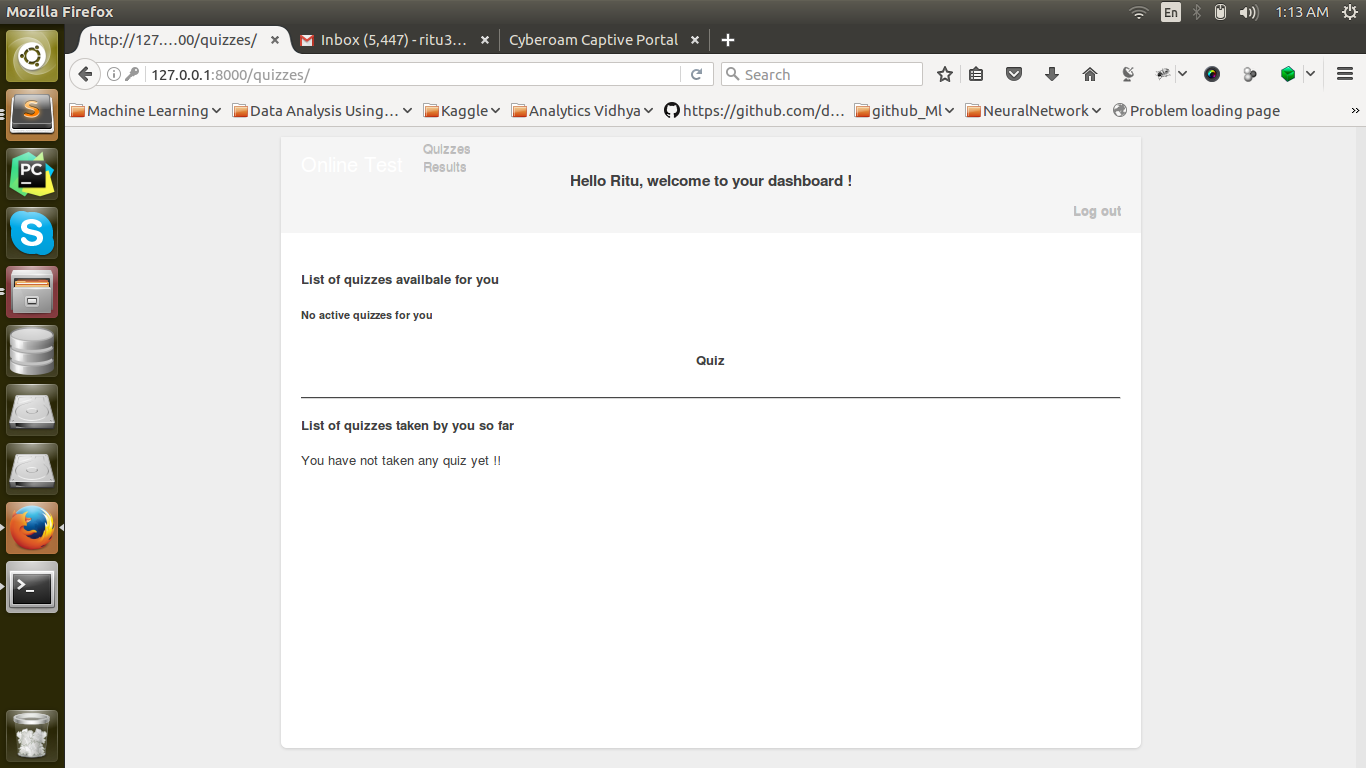 Mozilla Firefox
En
1:13 AM
http://127....00/quizzes/
Inbox (5,447) - ritu3...
Cyberoam Captive Portal
127.0.0.1:8000/quizzes/
Search
Machine Learning
Data Analysis Using...
Kaggle
Analytics Vidhya
https://github.com/d...
github_Ml
NeuralNetwork
Problem loading page
S
PC
S
Online Test
Quizzes
Results
Hello Ritu, welcome to your dashboard !
Log out
List of quizzes availbale for you
No active quizzes for you
Quiz
List of quizzes taken by you so far
You have not taken any quiz yet !!